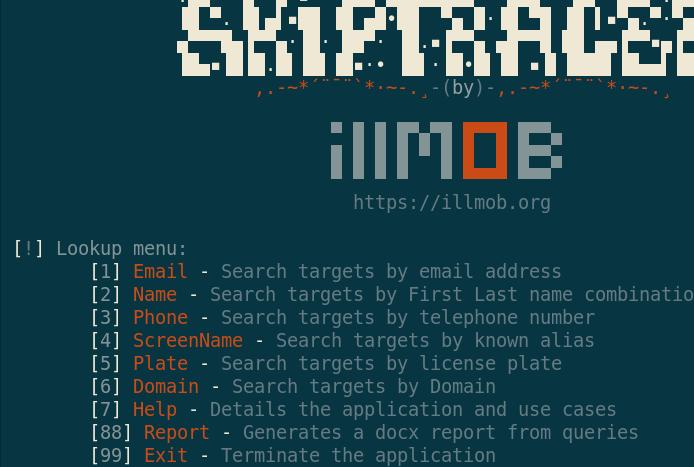 SKIPTRACE
,.-~*´¨¯¨`*·~-.¸-(by)-,.-~*´¨¯¨`*·~-.¸
illMOB
https://illmob.org
[!] Lookup menu:
[1] Email - Search targets by email address
[2] Name - Search targets by First Last name combinatio
[3] Phone - Search targets by telephone number
[4] ScreenName - Search targets by known alias
[5] Plate - Search targets by license plate
[6] Domain - Search targets by Domain
[7] Help - Details the application and use cases
[88] Report - Generates a docx report from queries
[99] Exit - Terminate the application